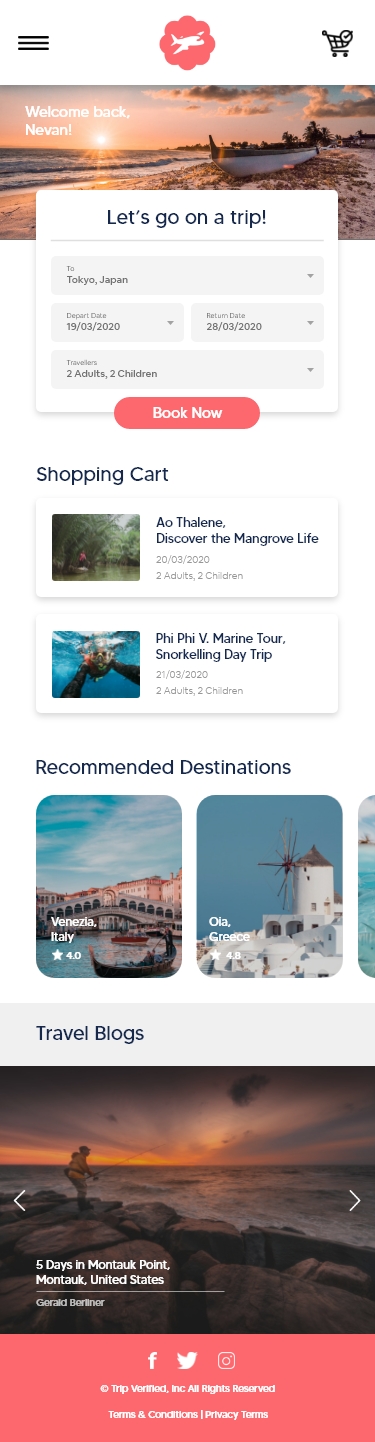 Welcome back,
Nevan!
Let's go on a trip!
To
Tokyo, Japan
Depart Date
19/03/2020
Return Date
28/03/2020
Travellers
2 Adults, 2 Children
Book Now
Shopping Cart
Ao Thalene,
Discover the Mangrove Life
20/03/2020
2 Adults, 2 Children
Phi Phi V. Marine Tour,
Snorkelling Day Trip
21/03/2020
2 Adults, 2 Children
Recommended Destinations
Venezia,
Italy
4.0
Oia,
Greece
4.8
Travel Blogs
5 Days in Montauk Point,
Montauk, United States
Gerald Berliner
© Trip Verified, Inc All Rights Reserved
Terms & Conditions | Privacy Terms